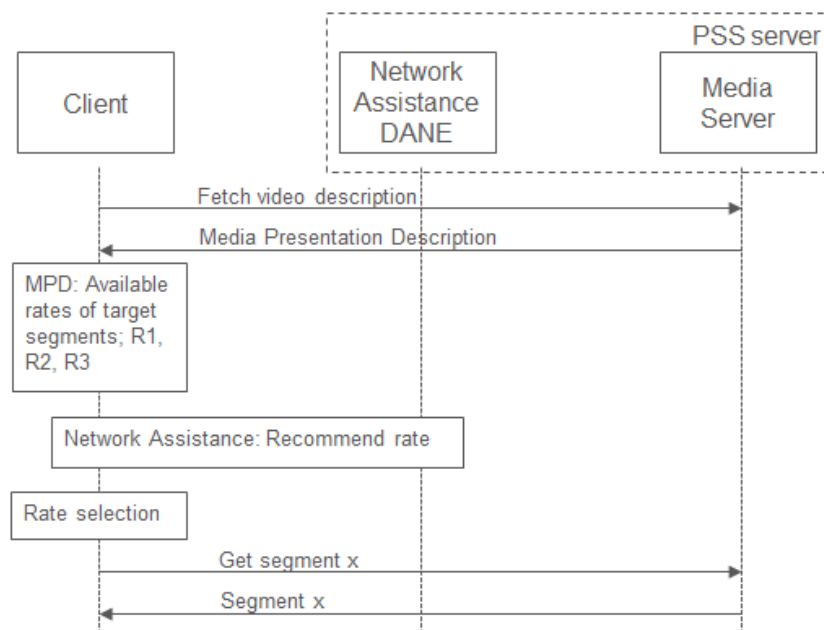 PSS server
Client
Network
Assistance
DANE
Media
Server
Fetch video description
Media Presentation Description
MPD: Available
rates of target
segments; R1,
R2, R3
Network Assistance: Recommend rate
Rate selection
Get segment x
Segment x